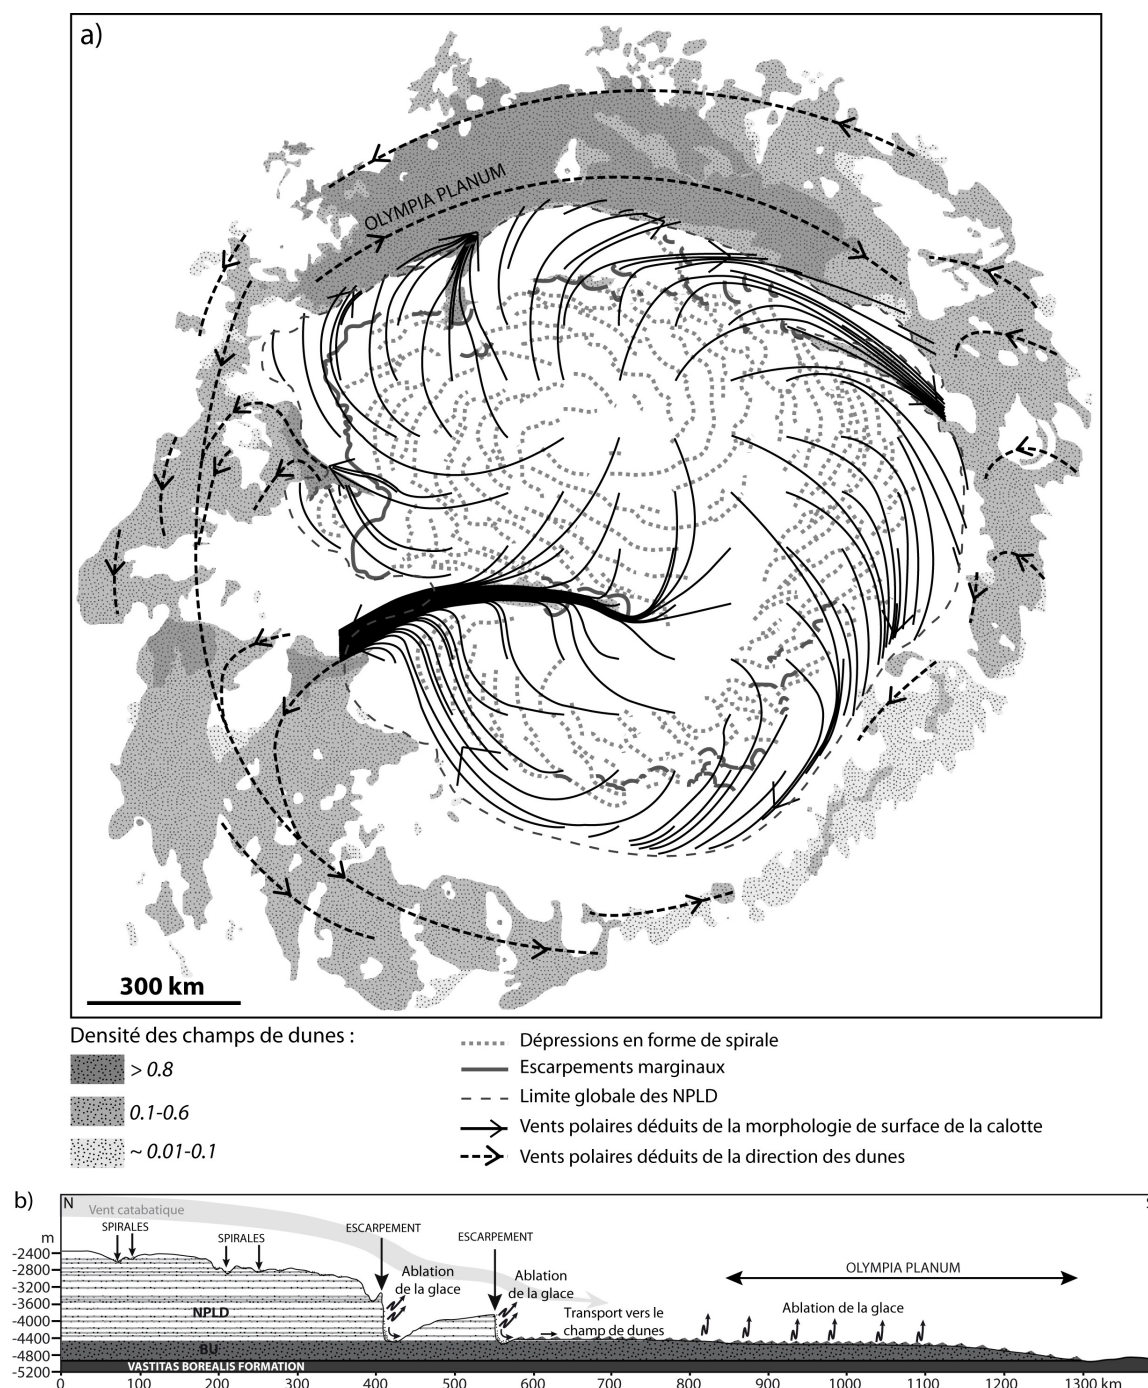 a)
OLYMPIA PLANUM
300 km
Densité des champs de dunes :
> 0.8
0.1-0.6
~ 0.01-0.1
Dépressions en forme de spirale
Escarpements marginaux
Limite globale des NPLD
Vents polaires déduits de la morphologie de surface de la calotte
Vents polaires déduits de la direction des dunes
b)
N
Vent catabatique
SPIRALES
SPIRALES
ESCARPEMENT
ESCARPEMENT
m
-2400
-2800
-3200
-3600
-4000
-4400
-4800
-5200
Ablation
de la glace
Ablation
de la glace
OLYMPIA PLANUM
Transport vers le
champ de dunes
Ablation de la glace
NPLD
BU
VASTITAS BOREALIS FORMATION
0 100 200 300 400 500 600 700 800 900 1000 1100 1200 1300 km